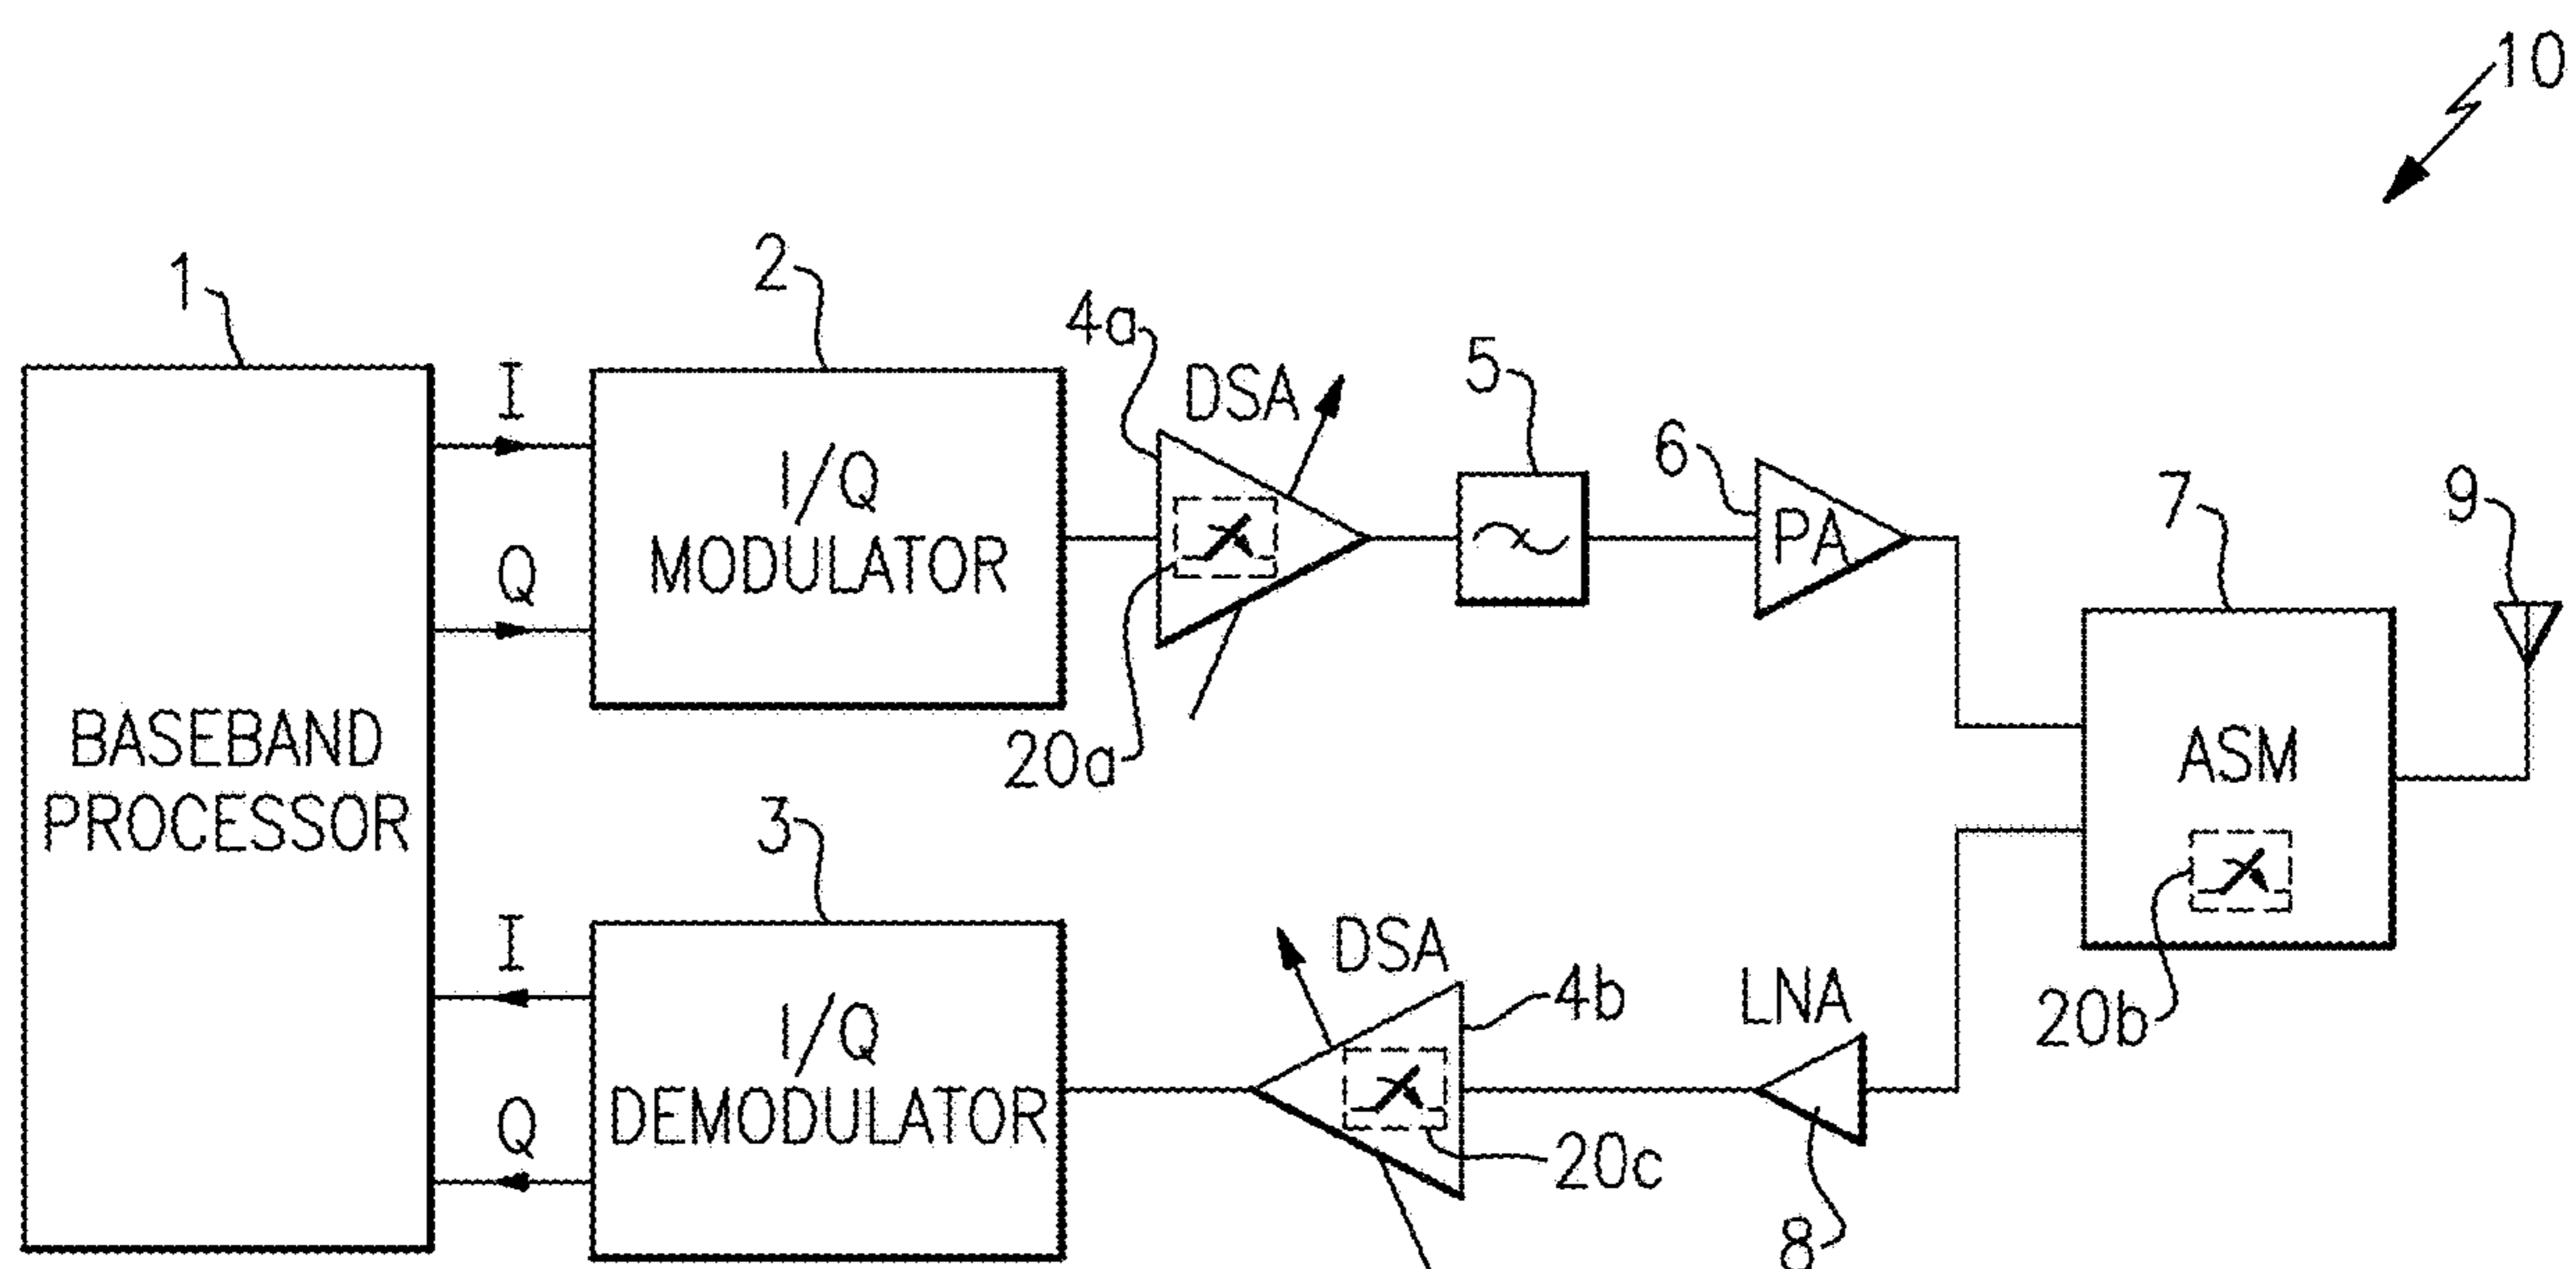 10
1
2
4a
I
DSA
5
6
I/Q
MODULATOR
PA
7
9
Q
20a
BASEBAND
PROCESSOR
ASM
3
I
DSA
4b
LNA
20b
I/Q
DEMODULATOR
Q
20c
8